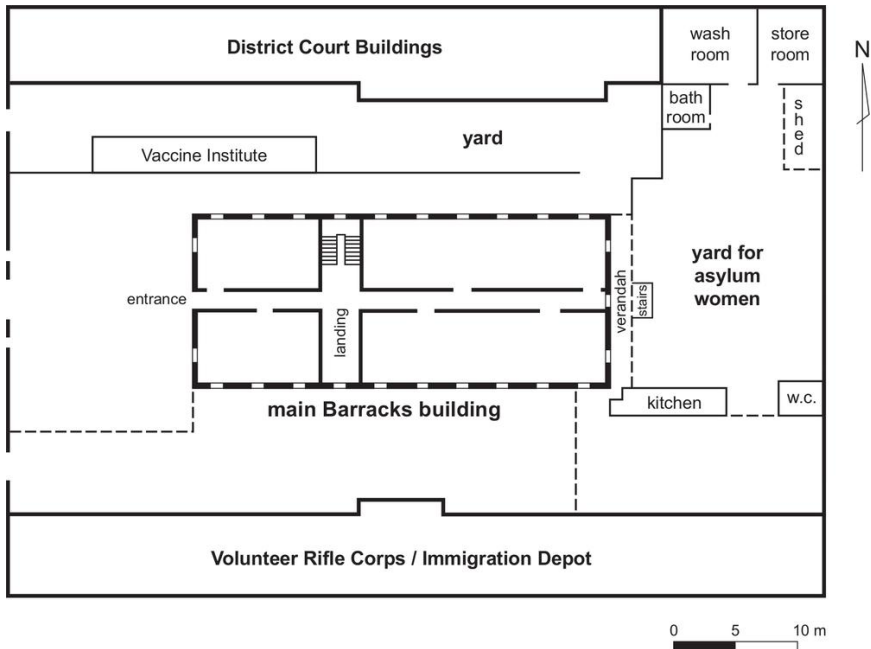 District Court Buildings
wash
room
store
room
N
bath
room
shed
yard
Vaccine Institute
yard for
asylum
women
entrance
landing
verandah
stairs
main Barracks building
kitchen
w.c.
Volunteer Rifle Corps / Immigration Depot
0 5 10 m